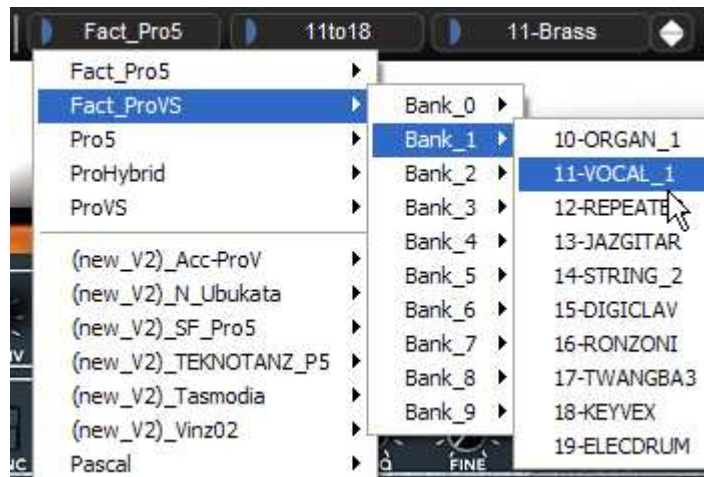 Fact_Pro5
11to18
11-Brass
Fact_Pro5
Fact_ProVS
Pro5
ProHybrid
ProVS
(new_V2)_Acc-ProV
(new_V2)_N_Ubukata
(new_V2)_SF_Pro5
(new_V2)_TEKNOTANZ_P5
(new_V2)_Tasmodia
(new_V2)_Vinz02
Pascal
Bank_0
Bank_1
Bank_2
Bank_3
Bank_4
Bank_5
Bank_6
Bank_7
Bank_8
Bank_9
10-ORGAN_1
11-VOCAL_1
12-REPEATE
13-JAZGITAR
14-STRING_2
15-DIGICLAV
16-RONZONI
17-TWANGBA3
18-KEYVEX
19-ELECDRUM
FINE